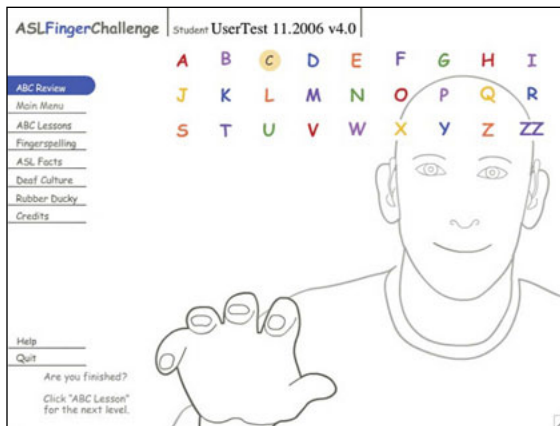 ASLFingerChallenge Student UserTest 11.2006 v4.0
A B C D E F G H I
J K L M N O P Q R
S T U V W X Y Z ZZ
ABC Review
Main Menu
ABC Lessons
Fingerspelling
ASL Facts
Deaf Culture
Rubber Ducky
Credits
Help
Quit
Are you finished?
Click "ABC Lesson"
for the next level.